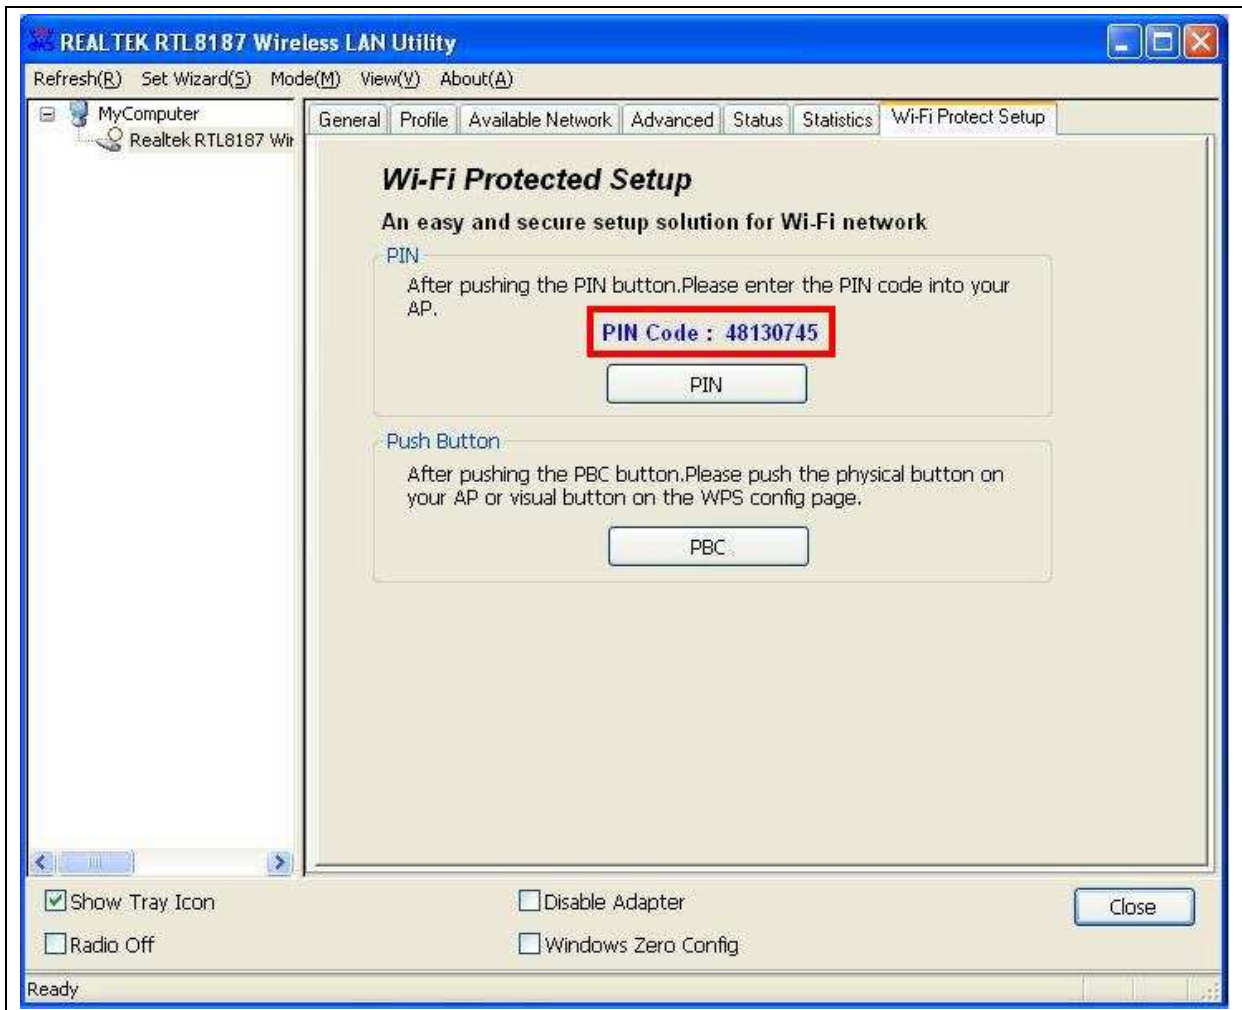 REALTEK RTL8187 Wireless LAN Utility
Refresh(R) Set Wizard(S) Mode(M) View(V) About(A)
MyComputer
Realtek RTL8187 Wir
General Profile Available Network Advanced Status Statistics Wi-Fi Protect Setup
Wi-Fi Protected Setup
An easy and secure setup solution for Wi-Fi network
PIN
After pushing the PIN button.Please enter the PIN code into your
AP.
PIN Code : 48130745
PIN
Push Button
After pushing the PBC button.Please push the physical button on
your AP or visual button on the WPS config page.
PBC
Show Tray Icon
Disable Adapter
Close
Radio Off
Windows Zero Config
Ready